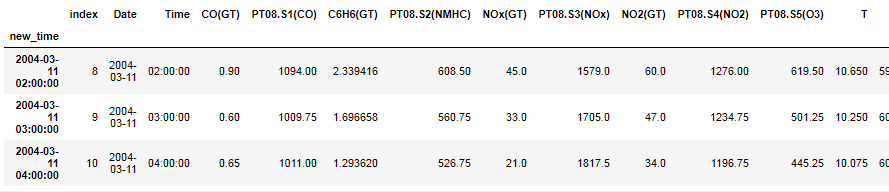 index Date Time CO(GT) PT08.S1(CO) C6H6(GT) PT08.S2(NMHC) NOx(GT) PT08.S3(NOx) NO2(GT) PT08.S4(NO2) PT08.S5(O3) T
new_time
2004-03-
11
02:00:00 8 2004-
03-11 02:00:00 0.90 1094.00 2.339416 608.50 45.0 1579.0 60.0 1276.00 619.50 10.650 59
2004-03-
11
03:00:00 9 2004-
03-11 03:00:00 0.60 1009.75 1.696658 560.75 33.0 1705.0 47.0 1234.75 501.25 10.250 60
2004-03-
11
04:00:00 10 2004-
03-11 04:00:00 0.65 1011.00 1.293620 526.75 21.0 1817.5 34.0 1196.75 445.25 10.075 60